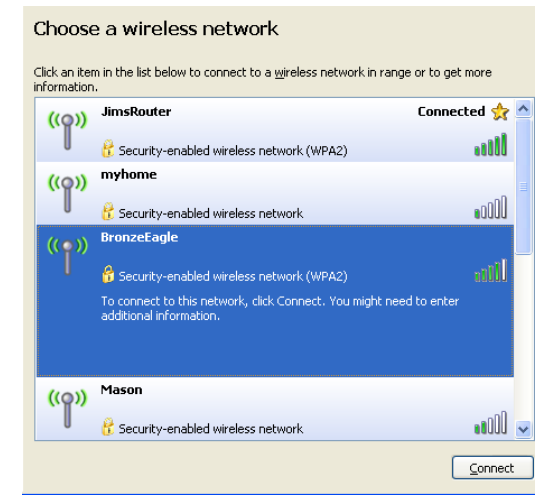 Choose a wireless network
Click an item in the list below to connect to a wireless network in range or to get more
information.
JimsRouter Connected
Security-enabled wireless network (WPA2)
myhome
Security-enabled wireless network
BronzeEagle
Security-enabled wireless network (WPA2)
To connect to this network, click Connect. You might need to enter
additional information.
Mason
Security-enabled wireless network
Connect